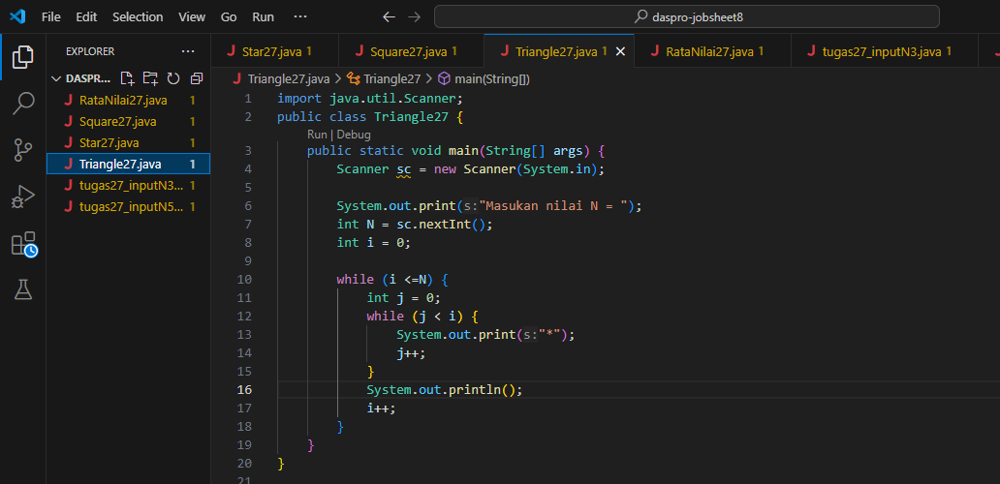 File Edit Selection View Go Run ··· daspro-jobsheet8
EXPLORER ···
Star27.java 1 Square27.java 1 Triangle27.java 1 RataNilai27.java 1 tugas27_inputN3.java 1
DASPR...
RataNilai27.java 1
Square27.java 1
Star27.java 1
Triangle27.java 1
tugas27_inputN3... 1
tugas27_inputN5... 1
Triangle27.java > Triangle27 > main(String[])
1 import java.util.Scanner;
2 public class Triangle27 {
Run | Debug
3 public static void main(String[] args) {
4 Scanner sc = new Scanner(System.in);
5
6 System.out.print(s:"Masukan nilai N = ");
7 int N = sc.nextInt();
8 int i = 0;
9
10 while (i <=N) {
11 int j = 0;
12 while (j < i) {
13 System.out.print(s:"*");
14 j++;
15 }
16 System.out.println();
17 i++;
18 }
19 }
20 }
21